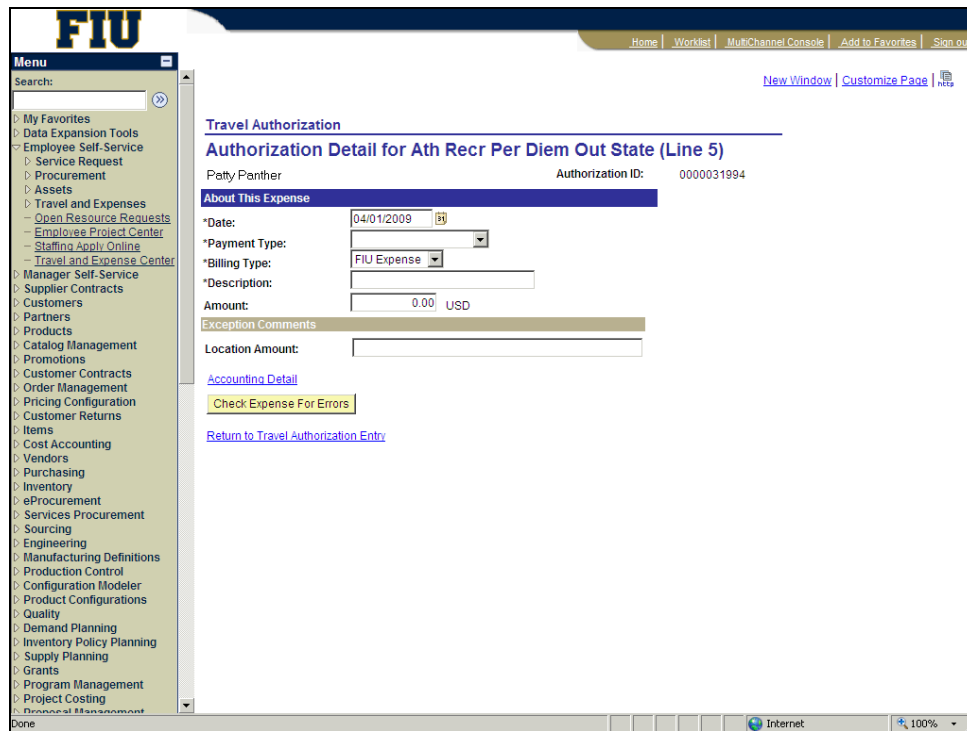 FIU
Home | Worklist | MultiChannel Console | Add to Favorites | Sign ou
Menu
Search:
New Window | Customize Page | http
My Favorites
Data Expansion Tools
Employee Self-Service
Service Request
Procurement
Assets
Travel and Expenses
Open Resource Requests
Employee Project Center
Staffing Apply Online
Travel and Expense Center
Manager Self-Service
Supplier Contracts
Customers
Partners
Products
Catalog Management
Promotions
Customer Contracts
Order Management
Pricing Configuration
Customer Returns
Items
Cost Accounting
Vendors
Purchasing
Inventory
eProcurement
Services Procurement
Sourcing
Engineering
Manufacturing Definitions
Production Control
Configuration Modeler
Product Configurations
Quality
Demand Planning
Inventory Policy Planning
Supply Planning
Grants
Program Management
Project Costing
Proposal Management
Travel Authorization
Authorization Detail for Ath Recr Per Diem Out State (Line 5)
Patty Panther Authorization ID: 0000031994
About This Expense
*Date: 04/01/2009 31
*Payment Type:
*Billing Type: FIU Expense
*Description:
Amount: 0.00 USD
Exception Comments
Location Amount:
Accounting Detail
Check Expense For Errors
Return to Travel Authorization Entry
Done Internet 100%